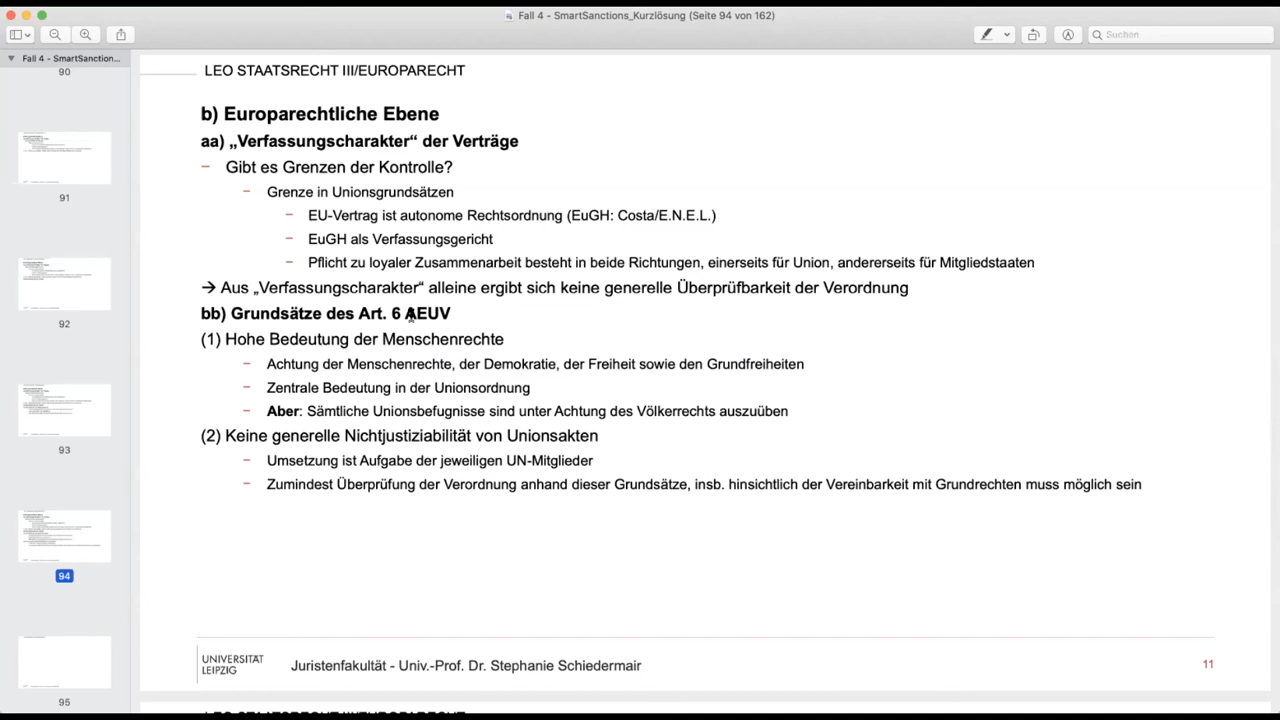 Fall 4 - SmartSanctions_Kurzlösung (Seite 94 von 162)
Suchen
Fall 4 - SmartSanction...
90
91
92
93
94
95
LEO STAATSRECHT III/EUROPARECHT
b) Europarechtliche Ebene
aa) „Verfassungscharakter“ der Verträge
− Gibt es Grenzen der Kontrolle?
− Grenze in Unionsgrundsätzen
− EU-Vertrag ist autonome Rechtsordnung (EuGH: Costa/E.N.E.L.)
− EuGH als Verfassungsgericht
− Pflicht zu loyaler Zusammenarbeit besteht in beide Richtungen, einerseits für Union, andererseits für Mitgliedstaaten
→ Aus „Verfassungscharakter“ alleine ergibt sich keine generelle Überprüfbarkeit der Verordnung
bb) Grundsätze des Art. 6 AEUV
(1) Hohe Bedeutung der Menschenrechte
− Achtung der Menschenrechte, der Demokratie, der Freiheit sowie den Grundfreiheiten
− Zentrale Bedeutung in der Unionsordnung
− Aber: Sämtliche Unionsbefugnisse sind unter Achtung des Völkerrechts auszuüben
(2) Keine generelle Nichtjustiziabilität von Unionsakten
− Umsetzung ist Aufgabe der jeweiligen UN-Mitglieder
− Zumindest Überprüfung der Verordnung anhand dieser Grundsätze, insb. hinsichtlich der Vereinbarkeit mit Grundrechten muss möglich sein
UNIVERSITÄT
LEIPZIG
Juristenfakultät - Univ.-Prof. Dr. Stephanie Schiedermair
11
LEO STAATSRECHT III/EUROPARECHT